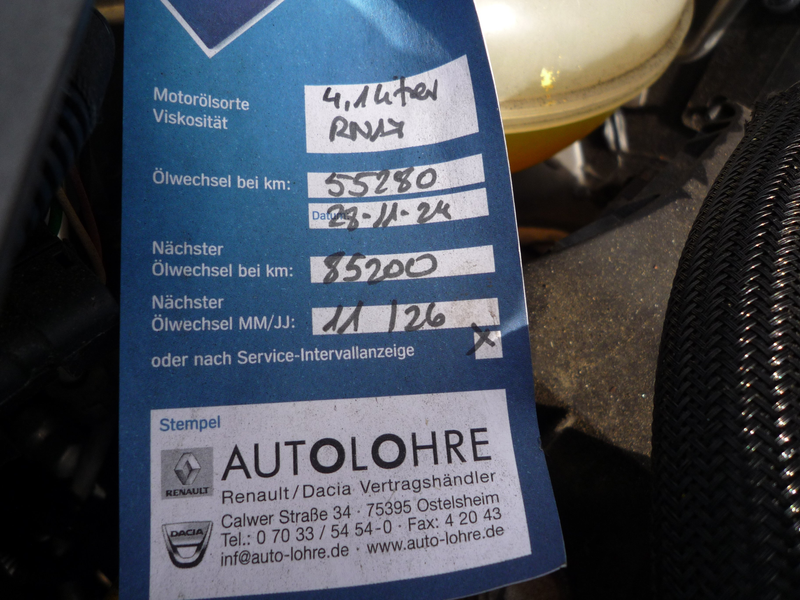 Motorölsorte
Viskosität
4,1 Liter
RN17
Ölwechsel bei km: 55280
Datum 28-11-24
Nächster
Ölwechsel bei km: 85200
Nächster
Ölwechsel MM/JJ: 11/26
oder nach Service-Intervallanzeige X
Stempel
RENAULT
AUTOLOHRE
Renault/Dacia Vertragshändler
DACIA
Calwer Straße 34 · 75395 Ostelsheim
Tel.: 0 70 33 / 54 54-0 · Fax: 4 20 43
inf@auto-lohre.de · www.auto-lohre.de